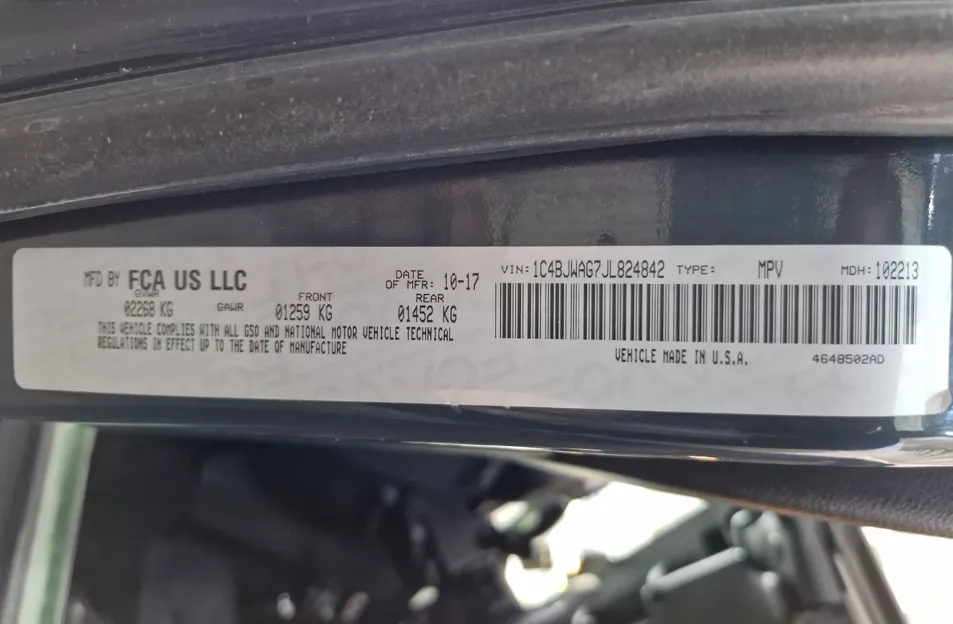 MFD BY FCA US LLC
DATE OF MFR: 10-17
GVWR
02268 KG
GAWR
FRONT
01259 KG
REAR
01452 KG
THIS VEHICLE COMPLIES WITH ALL GSO AND NATIONAL MOTOR VEHICLE TECHNICAL
REGULATIONS IN EFFECT UP TO THE DATE OF MANUFACTURE
VIN: 1C4BJWAG7JL824842 TYPE: MPV MDH: 102213
VEHICLE MADE IN U.S.A. 4648502AD